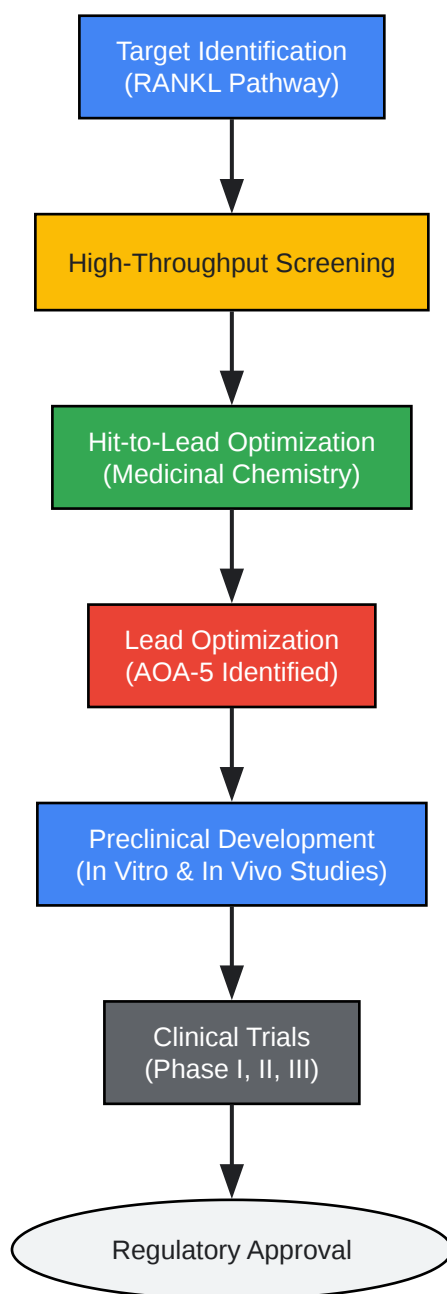 Target Identification
(RANKL Pathway)
High-Throughput Screening
Hit-to-Lead Optimization
(Medicinal Chemistry)
Lead Optimization
(AOA-5 Identified)
Preclinical Development
(In Vitro & In Vivo Studies)
Clinical Trials
(Phase I, II, III)
Regulatory Approval